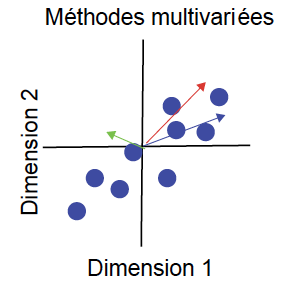 Méthodes multivariées
Dimension 2
Dimension 1